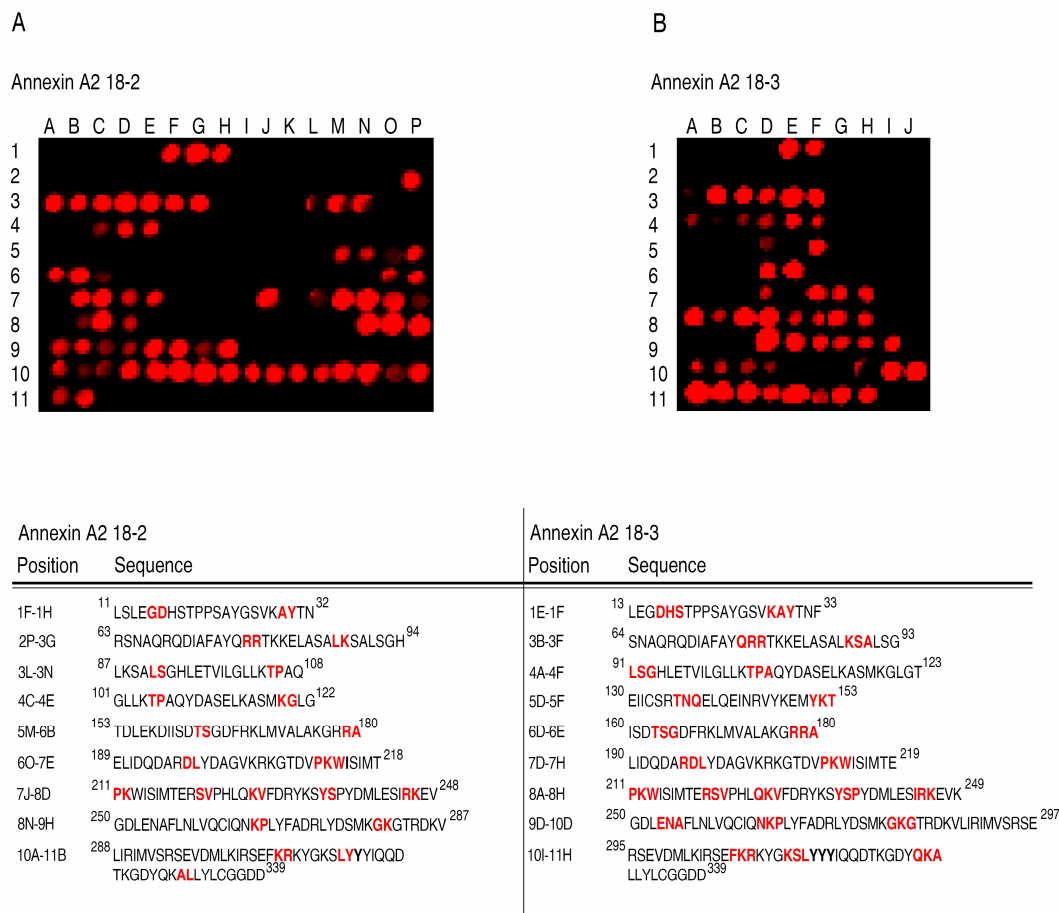 A
B
Annexin A2 18-2
Annexin A2 18-3
A B C D E F G H I J K L M N O P
A B C D E F G H I J
1
2
3
4
5
6
7
8
9
10
11
1
2
3
4
5
6
7
8
9
10
11
Annexin A2 18-2
Position Sequence
1F-1H 11 LSLEGDHSTPPSAYGSVKAYTN 32
2P-3G 63 RSNAQRQDIAFAYQRRTKKELASALKSALSGH 94
3L-3N 87 LKSALSGHLETVILGLLKTPAQ 108
4C-4E 101 GLLKTPAQYDASELKASMKGLG 122
5M-6B 153 TDLEKDIISDTSGDFRKLMVALAKGRRA 180
6O-7E 189 ELIDQDARDLYDAGVKRKGTDVPKWISIMT 218
7J-8D 211 PKWISIMTERSVPHLQKVFDRYKSYSPYDMLESIRKEV 248
8N-9H 250 GDLENAFLNLVQCIQNKPLYFADRLYDSMKGKGTRDKV 287
10A-11B 288 LIRIMVSRSEVDMLKIRSEFKRKYGKSLYYYIQQD
TKGDYQKALLYLCGGDD 339
Annexin A2 18-3
Position Sequence
1E-1F 13 LEGDHSTPPSAYGSVKAYTNF 33
3B-3F 64 SNAQRQDIAFAYQRRTKKELASALKSALSG 93
4A-4F 91 LSGHLETVILGLLKTPAQYDASELKASMKGLGT 123
5D-5F 130 EIICSRTNQELQEINRVYKEMYKT 153
6D-6E 160 ISDTSGDFRKLMVALAKGRRA 180
7D-7H 190 LIDQDARDLYDAGVKRKGTDVPKWISIMTE 219
8A-8H 211 PKWISIMTERSVPHLQKVFDRYKSYSPYDMLESIRKEVK 249
9D-10D 250 GDLENAFLNLVQCIQNKPLYFADRLYDSMKGKGTRDKVLIRIMVSRSE 297
10I-11H 295 RSEVDMLKIRSEFKRKYGKSLYYYIQQDTKGDYQKA
LLYLCGGDD 339